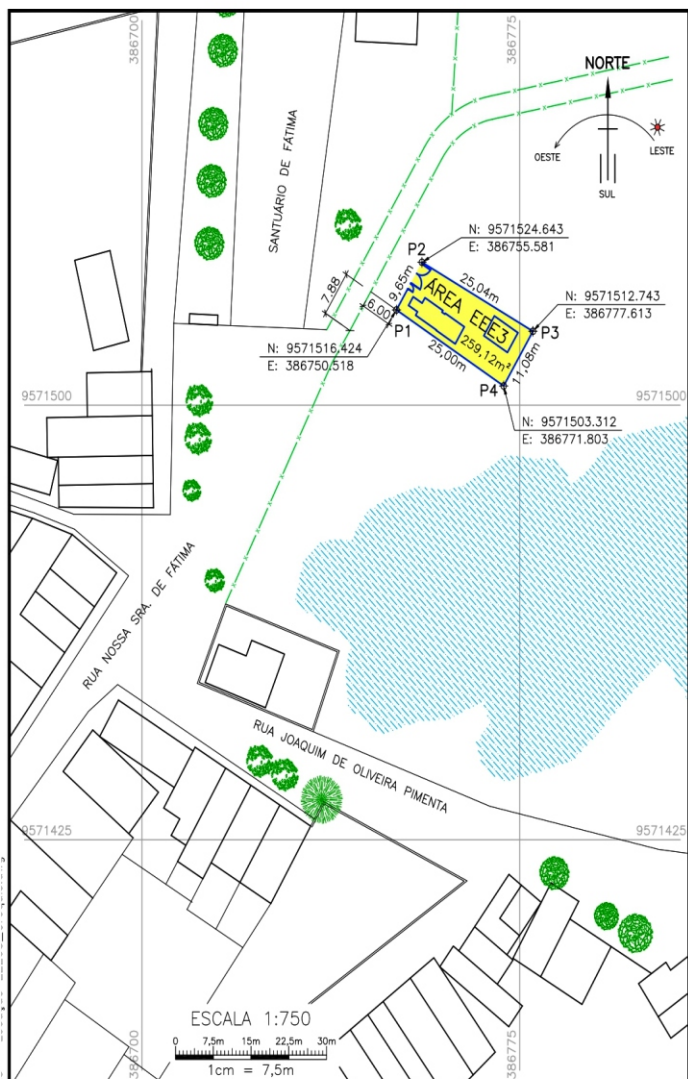 386700
386775
NORTE
OESTE
LESTE
SUL
SANTUÁRIO DE FÁTIMA
N: 9571524.643
E: 386755.581
P2
25,04m
9,65m
ÁREA EEE3
259,12m²
7.88
6.00
P1
25,00m
N: 9571512.743
E: 386777.613
P3
11,08m
P4
N: 9571516.424
E: 386750.518
9571500
9571500
N: 9571503.312
E: 386771.803
RUA NOSSA SRA. DE FÁTIMA
RUA JOAQUIM DE OLIVEIRA PIMENTA
9571425
9571425
ESCALA 1:750
0 7,5m 15m 22,5m 30m
1cm = 7,5m
386700
386775